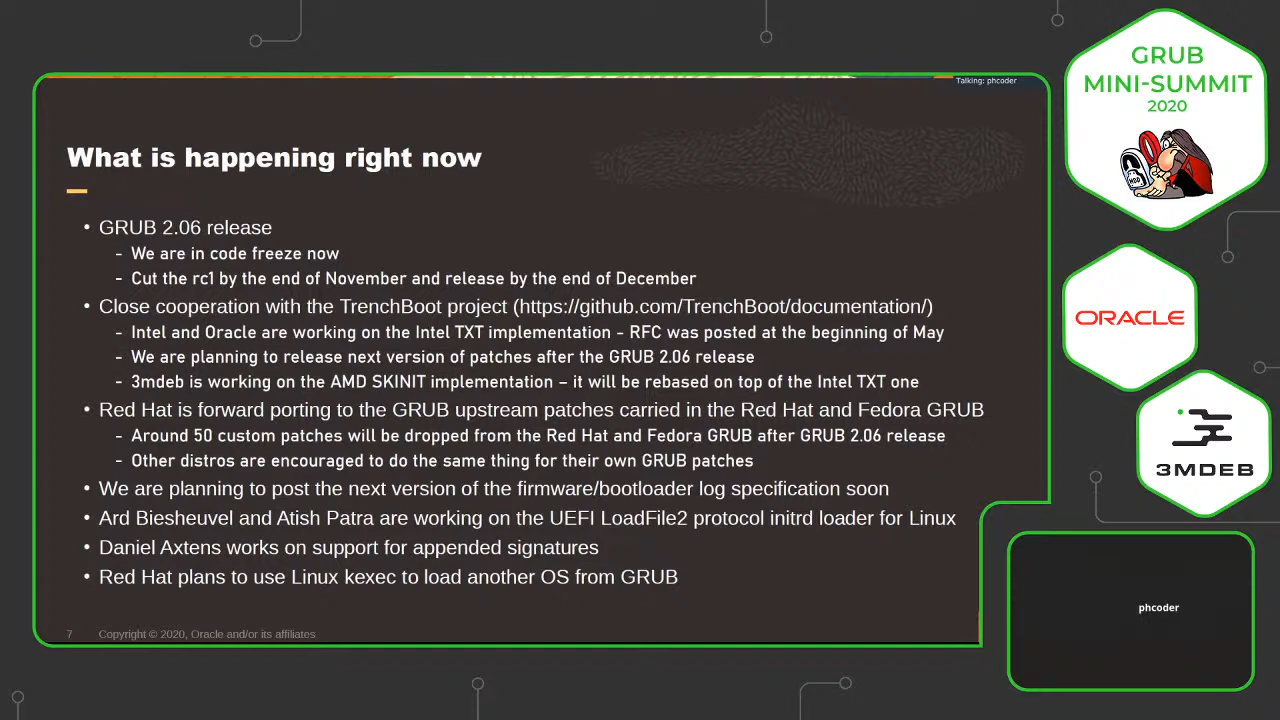 GRUB
MINI-SUMMIT
2020
Talking: phcoder
What is happening right now
• GRUB 2.06 release
- We are in code freeze now
- Cut the rc1 by the end of November and release by the end of December
• Close cooperation with the TrenchBoot project (https://github.com/TrenchBoot/documentation/)
- Intel and Oracle are working on the Intel TXT implementation - RFC was posted at the beginning of May
- We are planning to release next version of patches after the GRUB 2.06 release
- 3mdeb is working on the AMD SKINIT implementation – it will be rebased on top of the Intel TXT one
• Red Hat is forward porting to the GRUB upstream patches carried in the Red Hat and Fedora GRUB
- Around 50 custom patches will be dropped from the Red Hat and Fedora GRUB after GRUB 2.06 release
- Other distros are encouraged to do the same thing for their own GRUB patches
• We are planning to post the next version of the firmware/bootloader log specification soon
• Ard Biesheuvel and Atish Patra are working on the UEFI LoadFile2 protocol initrd loader for Linux
• Daniel Axtens works on support for appended signatures
• Red Hat plans to use Linux kexec to load another OS from GRUB
7 Copyright © 2020, Oracle and/or its affiliates
ORACLE
3MDEB
phcoder